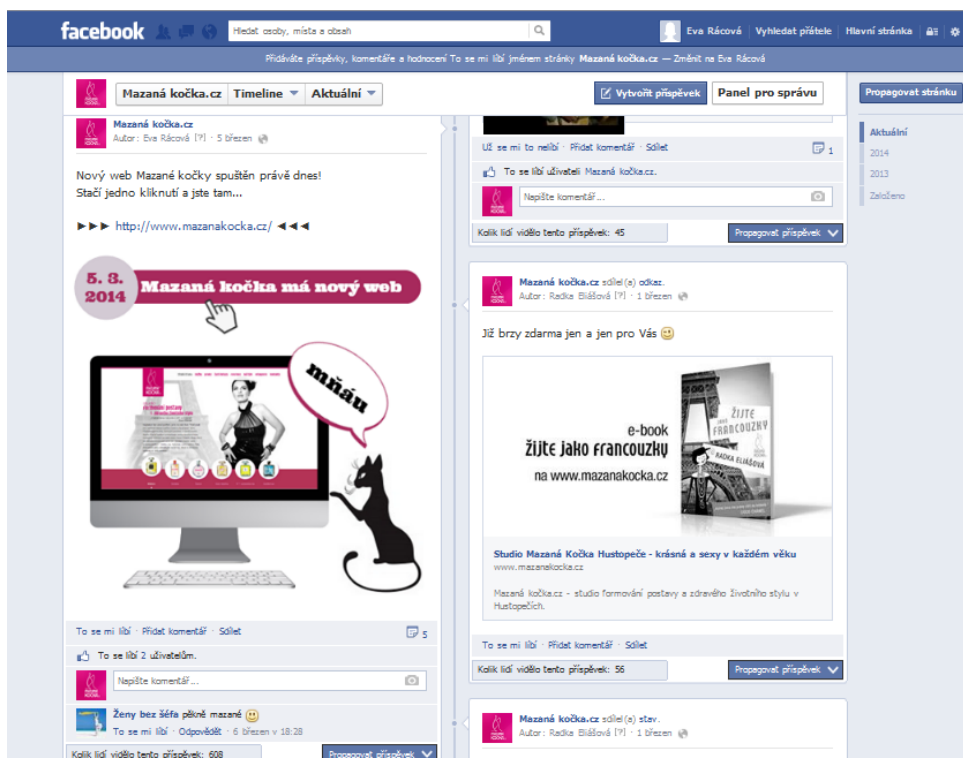 facebook
Hledat osoby, místa a obsah
Eva Rácová
Vyhledat přátele
Hlavní stránka
Přidáváte příspěvky, komentáře a hodnocení To se mi líbí jménem stránky Mazaná kočka.cz — Změnit na Eva Rácová
Mazaná kočka.cz
Timeline
Aktuální
Vytvořit příspěvek
Panel pro správu
Propagovat stránku
Aktuální
2014
2013
Založeno
Mazaná kočka.cz
Autor: Eva Rácová [?] · 5 březen
Nový web Mazané kočky spuštěn právě dnes!
Stačí jedno kliknutí a jste tam...
►►► http://www.mazanakocka.cz/ ◄◄◄
5. 3.
2014
Mazaná kočka má nový web
mňáu
To se mi líbí · Přidat komentář · Sdílet
5
To se líbí 2 uživatelům.
Napište komentář...
Ženy bez šéfa pěkně mazané
To se mi líbí · Odpovědět · 6 březen v 18:28
Kolik lidí vidělo tento příspěvek: 608
Propagovat příspěvek
Už se mi to nelíbí · Přidat komentář · Sdílet
1
To se líbí uživateli Mazaná kočka.cz.
Napište komentář...
Kolik lidí vidělo tento příspěvek: 45
Propagovat příspěvek
Mazaná kočka.cz sdílel(a) odkaz.
Autor: Radka Eliášová [?] · 1 březen
Již brzy zdarma jen a jen pro Vás
e-book
žijte jako Francouzky
na www.mazanakocka.cz
ŽIJTE
JAKO
FRANCOUZKY
RADKA ELIÁŠOVÁ
Studio Mazaná Kočka Hustopeče - krásná a sexy v každém věku
www.mazanakocka.cz
Mazaná kočka.cz - studio formování postavy a zdravého životního stylu v
Hustopečích.
To se mi líbí · Přidat komentář · Sdílet
Kolik lidí vidělo tento příspěvek: 56
Propagovat příspěvek
Mazaná kočka.cz sdílel(a) stav.
Autor: Radka Eliášová [?] · 1 březen